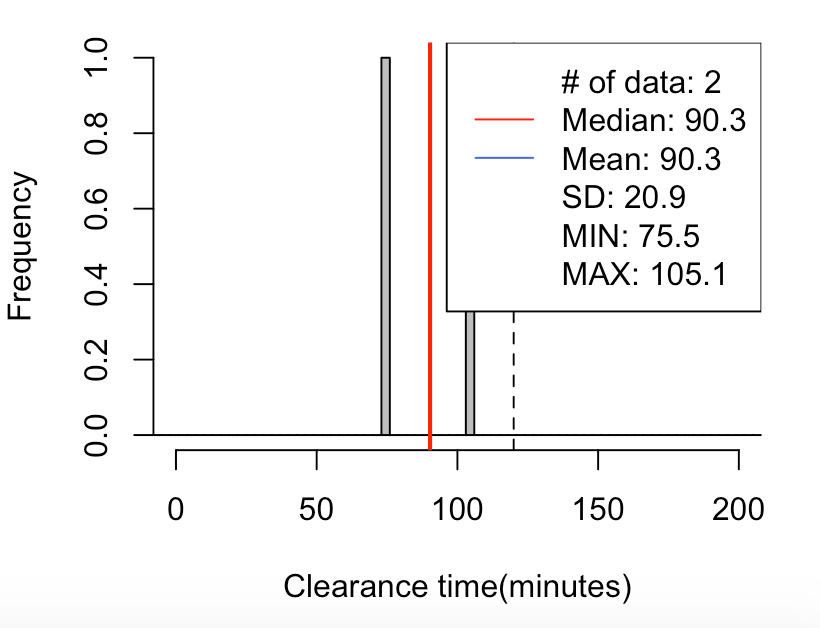 # of data: 2
Median: 90.3
Mean: 90.3
SD: 20.9
MIN: 75.5
MAX: 105.1
Frequency
1.0
0.8
0.6
0.4
0.2
0.0
0 50 100 150 200
Clearance time(minutes)